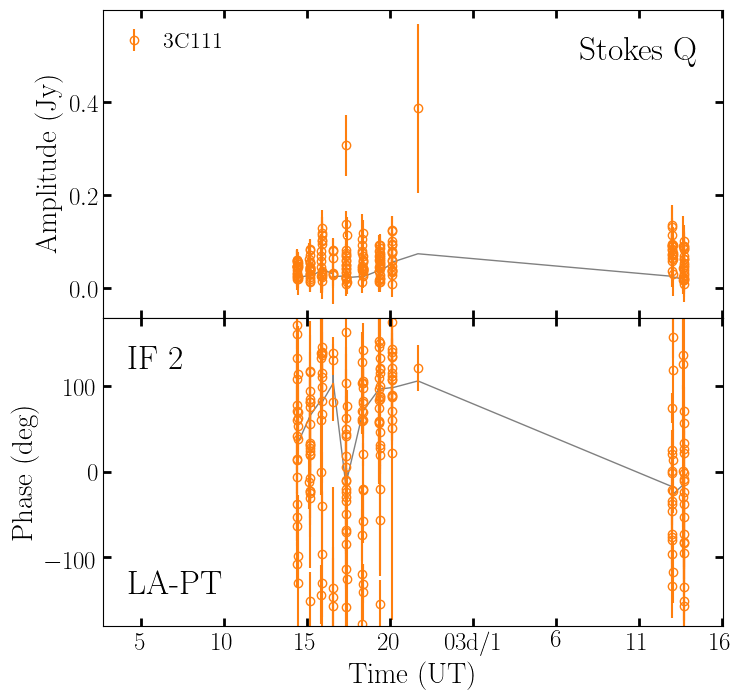 3C111
Stokes Q
Amplitude (Jy)
0.4
0.2
0.0
IF 2
LA-PT
Phase (deg)
100
0
−100
5 10 15 20 03d/1 6 11 16
Time (UT)